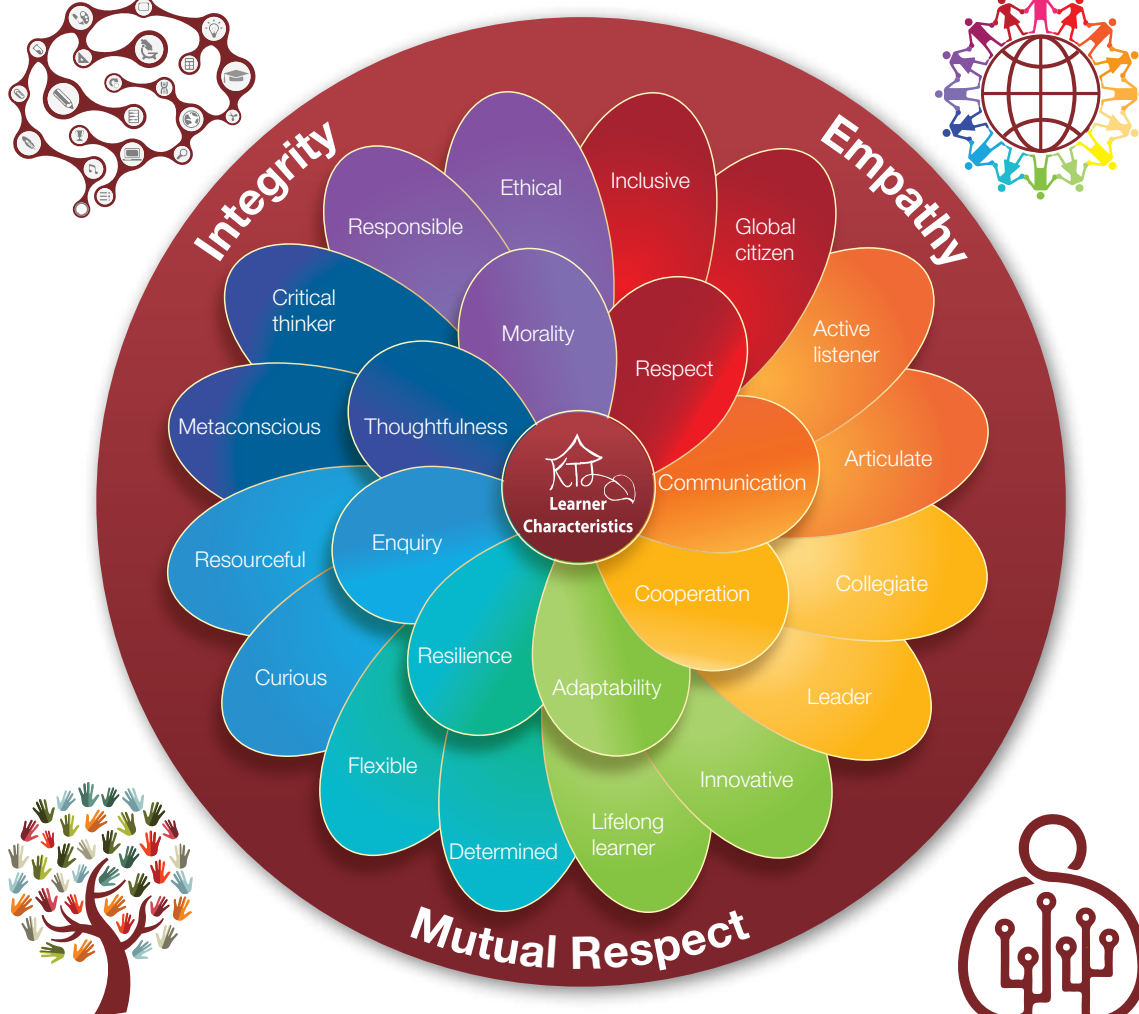 Integrity
Empathy
Mutual Respect
Ethical
Inclusive
Responsible
Global
citizen
Critical
thinker
Active
listener
Morality
Respect
Metaconscious
Thoughtfulness
Communication
Articulate
KTJ
Learner
Characteristics
Resourceful
Enquiry
Cooperation
Collegiate
Curious
Resilience
Adaptability
Leader
Flexible
Innovative
Determined
Lifelong
learner